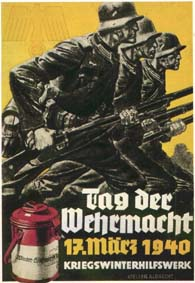 Tag der
Wehrmacht
17. März 1940
KRIEGSWINTERHILFSWERK